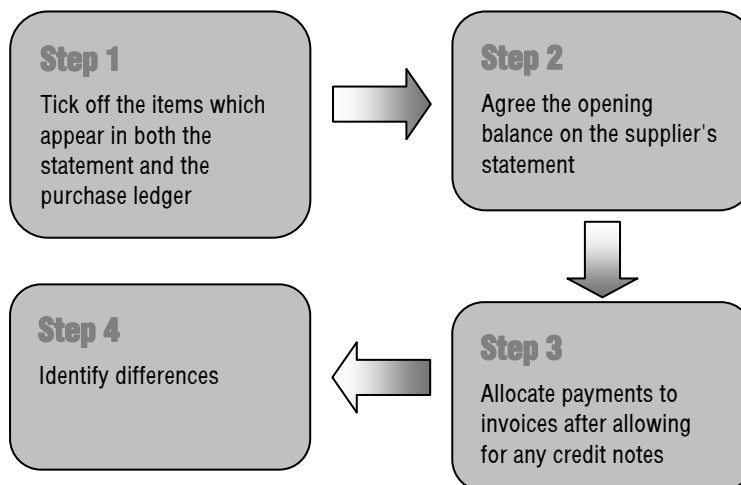 Step 1
Tick off the items which
appear in both the
statement and the
purchase ledger
Step 2
Agree the opening
balance on the supplier's
statement
Step 3
Allocate payments to
invoices after allowing
for any credit notes
Step 4
Identify differences